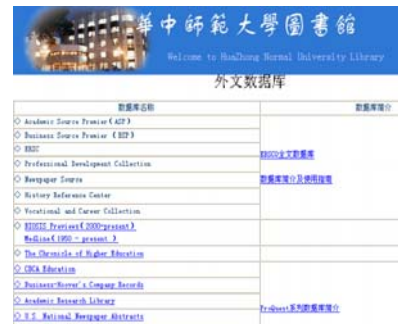 華中師範大學圖書館
Welcome to HuaZhong Normal University Library
外文数据库
数据库名称 数据库简介
◇ Academic Source Premier(ASP)
◇ Business Source Premier (BSP)
◇ ERIC
◇ Professional Development Collection
◇ Newspaper Source
◇ History Reference Center
◇ Vocational and Career Collection
EBSCO全文数据库
数据库简介及使用指南
◇ BIOSIS Previews(2000-present)
Medline(1950 - present )
◇ The Chronicle of Higher Education
◇ CBCA Education
◇ Business-Hoover's Company Records
◇ Academic Research Library
◇ U.S. National Newspaper Abstracts
ProQuest系列数据库简介